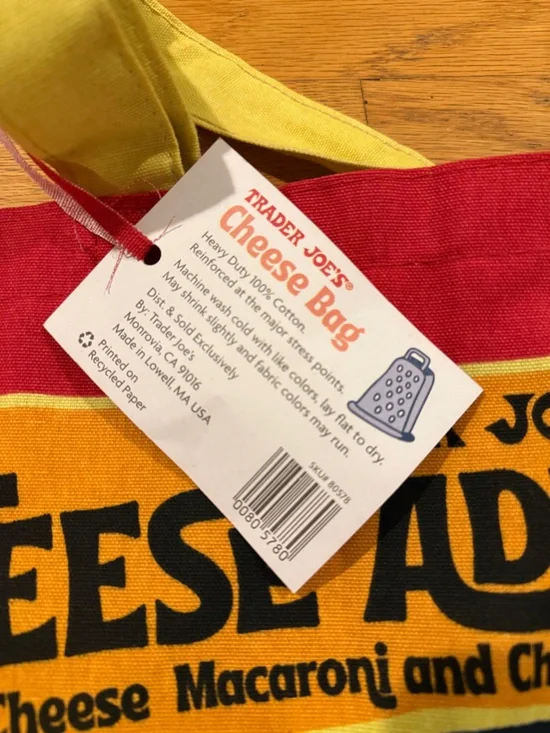 TRADER JOE'S®
Cheese Bag
Heavy Duty 100% Cotton.
Reinforced at the major stress points.
Machine wash cold with like colors, lay flat to dry.
May shrink slightly and fabric colors may run.
Dist. & Sold Exclusively
By: Trader Joe's
Monrovia, CA 91016
Made in Lowell, MA USA
Printed on
Recycled Paper
SKU# 80578
0080 5780
JO
EESE AD
Cheese Macaroni and Ch